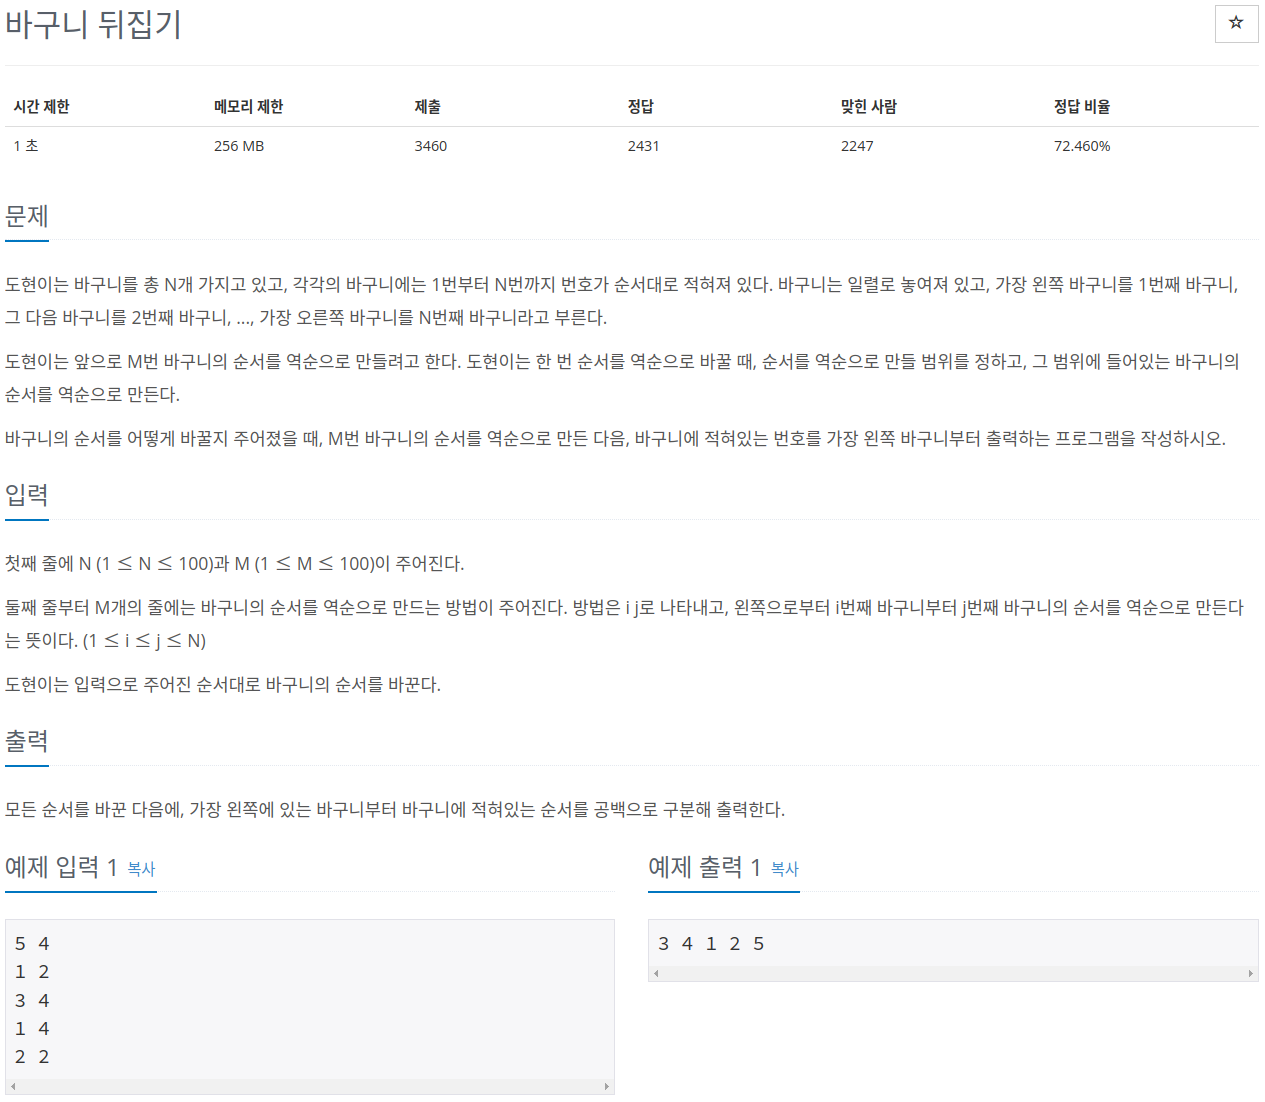 바구니 뒤집기
시간 제한 메모리 제한 제출 정답 맞힌 사람 정답 비율
1 초 256 MB 3460 2431 2247 72.460%
문제
도현이는 바구니를 총 N개 가지고 있고, 각각의 바구니에는 1번부터 N번까지 번호가 순서대로 적혀져 있다. 바구니는 일렬로 놓여져 있고, 가장 왼쪽 바구니를 1번째 바구니,
그 다음 바구니를 2번째 바구니, ..., 가장 오른쪽 바구니를 N번째 바구니라고 부른다.
도현이는 앞으로 M번 바구니의 순서를 역순으로 만들려고 한다. 도현이는 한 번 순서를 역순으로 바꿀 때, 순서를 역순으로 만들 범위를 정하고, 그 범위에 들어있는 바구니의
순서를 역순으로 만든다.
바구니의 순서를 어떻게 바꿀지 주어졌을 때, M번 바구니의 순서를 역순으로 만든 다음, 바구니에 적혀있는 번호를 가장 왼쪽 바구니부터 출력하는 프로그램을 작성하시오.
입력
첫째 줄에 N (1 ≤ N ≤ 100)과 M (1 ≤ M ≤ 100)이 주어진다.
둘째 줄부터 M개의 줄에는 바구니의 순서를 역순으로 만드는 방법이 주어진다. 방법은 i j로 나타내고, 왼쪽으로부터 i번째 바구니부터 j번째 바구니의 순서를 역순으로 만든다
는 뜻이다. (1 ≤ i ≤ j ≤ N)
도현이는 입력으로 주어진 순서대로 바구니의 순서를 바꾼다.
출력
모든 순서를 바꾼 다음에, 가장 왼쪽에 있는 바구니부터 바구니에 적혀있는 순서를 공백으로 구분해 출력한다.
예제 입력 1 복사
5 4
1 2
3 4
1 4
2 2
예제 출력 1 복사
3 4 1 2 5